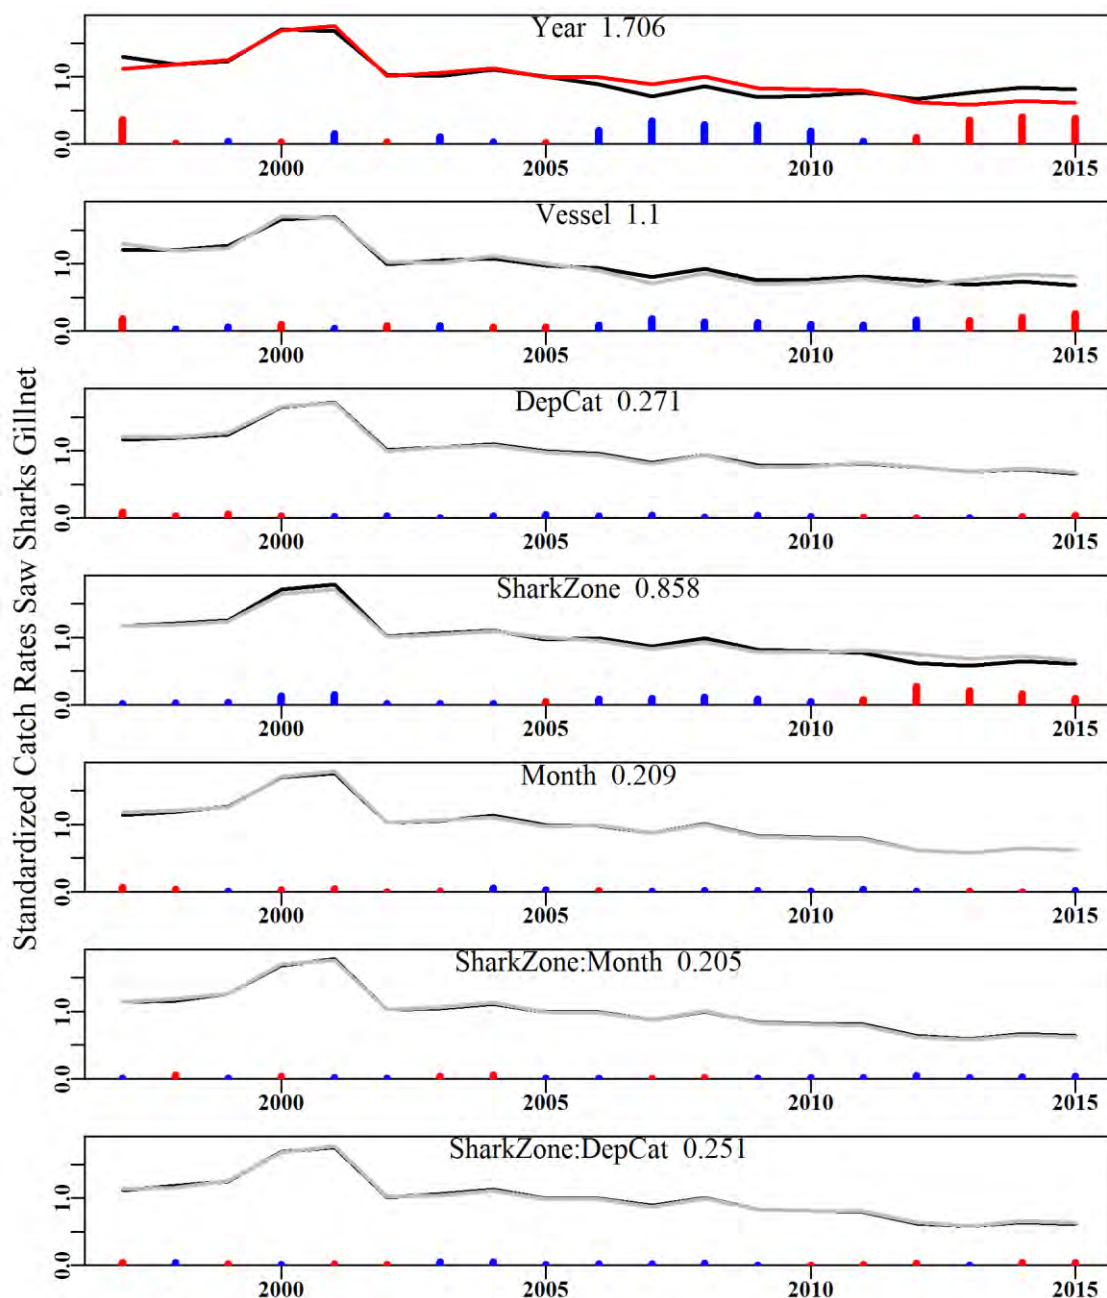 Standardized Catch Rates Saw Sharks Gillnet
Year 1.706
1.0
0.0
2000 2005 2010 2015
Vessel 1.1
1.0
0.0
2000 2005 2010 2015
DepCat 0.271
1.0
0.0
2000 2005 2010 2015
SharkZone 0.858
1.0
0.0
2000 2005 2010 2015
Month 0.209
1.0
0.0
2000 2005 2010 2015
SharkZone:Month 0.205
1.0
0.0
2000 2005 2010 2015
SharkZone:DepCat 0.251
1.0
0.0
2000 2005 2010 2015